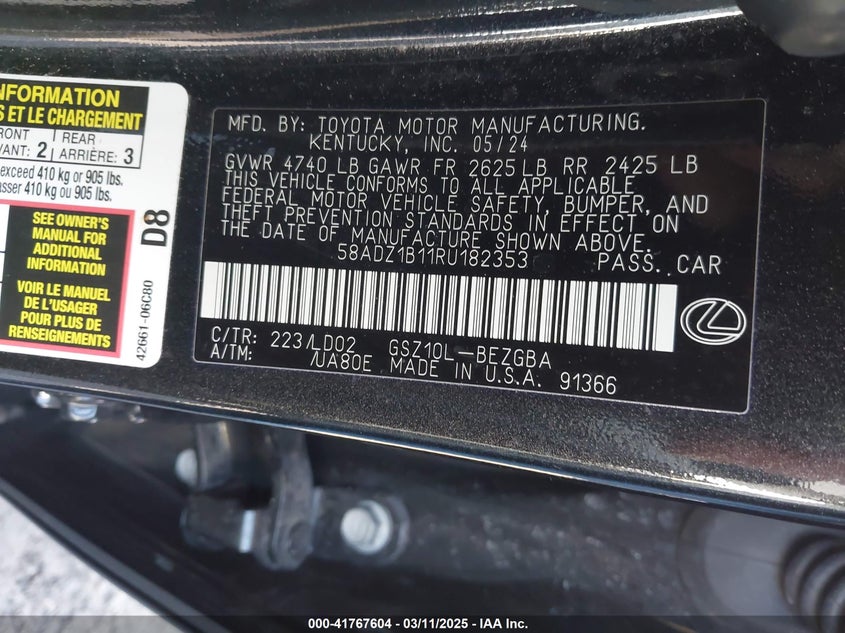 NFORMATION
S ET LE CHARGEMENT
FRONT
VANT: 2
REAR
ARRIÈRE: 3
exceed 410 kg or 905 lbs.
asser 410 kg ou 905 lbs.
SEE OWNER'S
MANUAL FOR
ADDITIONAL
INFORMATION
VOIR LE MANUEL
DE L'USAGER
POUR PLUS DE
RENSEIGNEMENTS
D8
42661-06C80
MFD. BY: TOYOTA MOTOR MANUFACTURING.
KENTUCKY, INC. 05/24
GVWR 4740 LB GAWR FR 2625 LB RR 2425 LB
THIS VEHICLE CONFORMS TO ALL APPLICABLE
FEDERAL MOTOR VEHICLE SAFETY, BUMPER, AND
THEFT PREVENTION STANDARDS IN EFFECT ON
THE DATE OF MANUFACTURE SHOWN ABOVE.
58ADZ1B11RU182353 PASS. CAR
C/TR: 223/LD02 GSZ10L-BEZGBA
A/TM: /UA80E MADE IN U.S.A. 91366
000-41767604 — 03/11/2025 — IAA Inc.